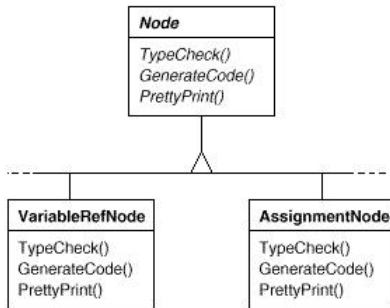 Node
TypeCheck()
GenerateCode()
PrettyPrint()
VariableRefNode
TypeCheck()
GenerateCode()
PrettyPrint()
AssignmentNode
TypeCheck()
GenerateCode()
PrettyPrint()